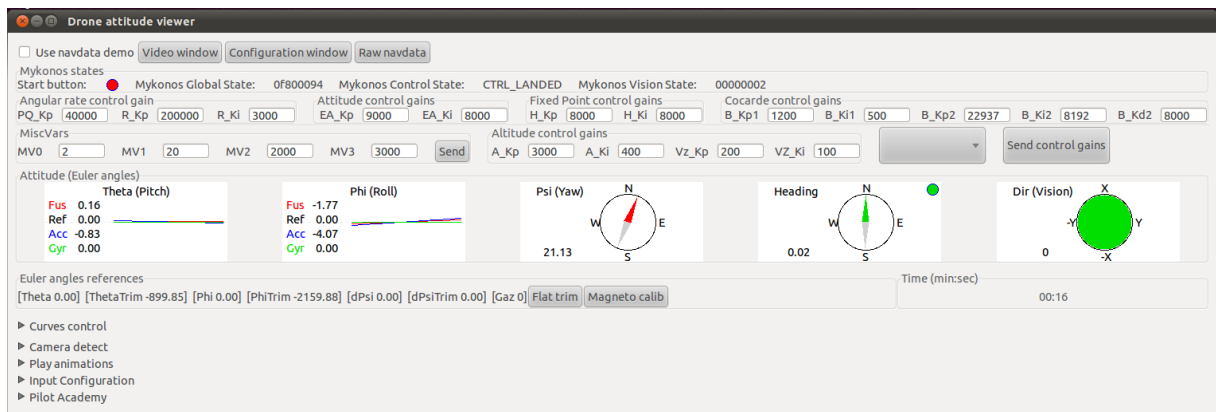 Drone attitude viewer
Use navdata demo Video window Configuration window Raw navdata
Mykonos states
Start button: Mykonos Global State: 0f800094 Mykonos Control State: CTRL_LANDED Mykonos Vision State: 00000002
Angular rate control gain Attitude control gains Fixed Point control gains Cocarde control gains
PQ_Kp 40000 R_Kp 200000 R_Ki 3000 EA_Kp 9000 EA_Ki 8000 H_Kp 8000 H_Ki 8000 B_Kp1 1200 B_Ki1 500 B_Kp2 22937 B_Ki2 8192 B_Kd2 8000
MiscVars Altitude control gains
MV0 2 MV1 20 MV2 2000 MV3 3000 Send A_Kp 3000 A_Ki 400 Vz_Kp 200 VZ_Ki 100 Send control gains
Attitude (Euler angles)
Theta (Pitch) Phi (Roll) Psi (Yaw) N Heading N Dir (Vision) X
Fus 0.16 Fus -1.77
Ref 0.00 Ref 0.00 W E W E -Y Y
Acc -0.83 Acc -4.07
Gyr 0.00 Gyr 0.00 21.13 S 0.02 S 0 -X
Euler angles references Time (min:sec)
[Theta 0.00] [ThetaTrim -899.85] [Phi 0.00] [PhiTrim -2159.88] [dPsi 0.00] [dPsiTrim 0.00] [Gaz 0] Flat trim Magneto calib 00:16
Curves control
Camera detect
Play animations
Input Configuration
Pilot Academy